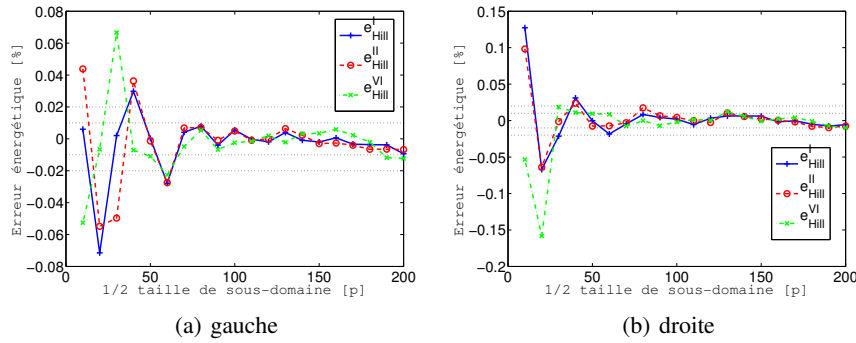 0.08
0.06
0.04
0.02
0
−0.02
−0.04
−0.06
−0.08
Erreur énergétique [%]
0 50 100 150 200
1/2 taille de sous-domaine [p]
e^I_Hill
e^II_Hill
e^VI_Hill
(a) gauche
0.15
0.1
0.05
0
−0.05
−0.1
−0.15
−0.2
Erreur énergétique [%]
0 50 100 150 200
1/2 taille de sous-domaine [p]
e^I_Hill
e^II_Hill
e^VI_Hill
(b) droite